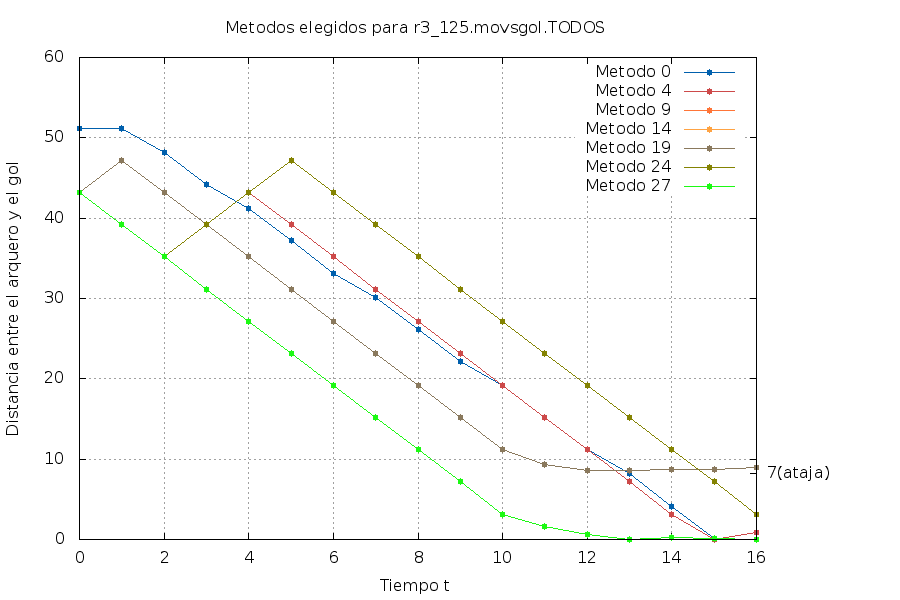 Metodos elegidos para r3_125.movsgol.TODOS
60
50
40
30
20
10
0
Distancia entre el arquero y el gol
Metodo 0
Metodo 4
Metodo 9
Metodo 14
Metodo 19
Metodo 24
Metodo 27
7(ataja)
0 2 4 6 8 10 12 14 16
Tiempo t